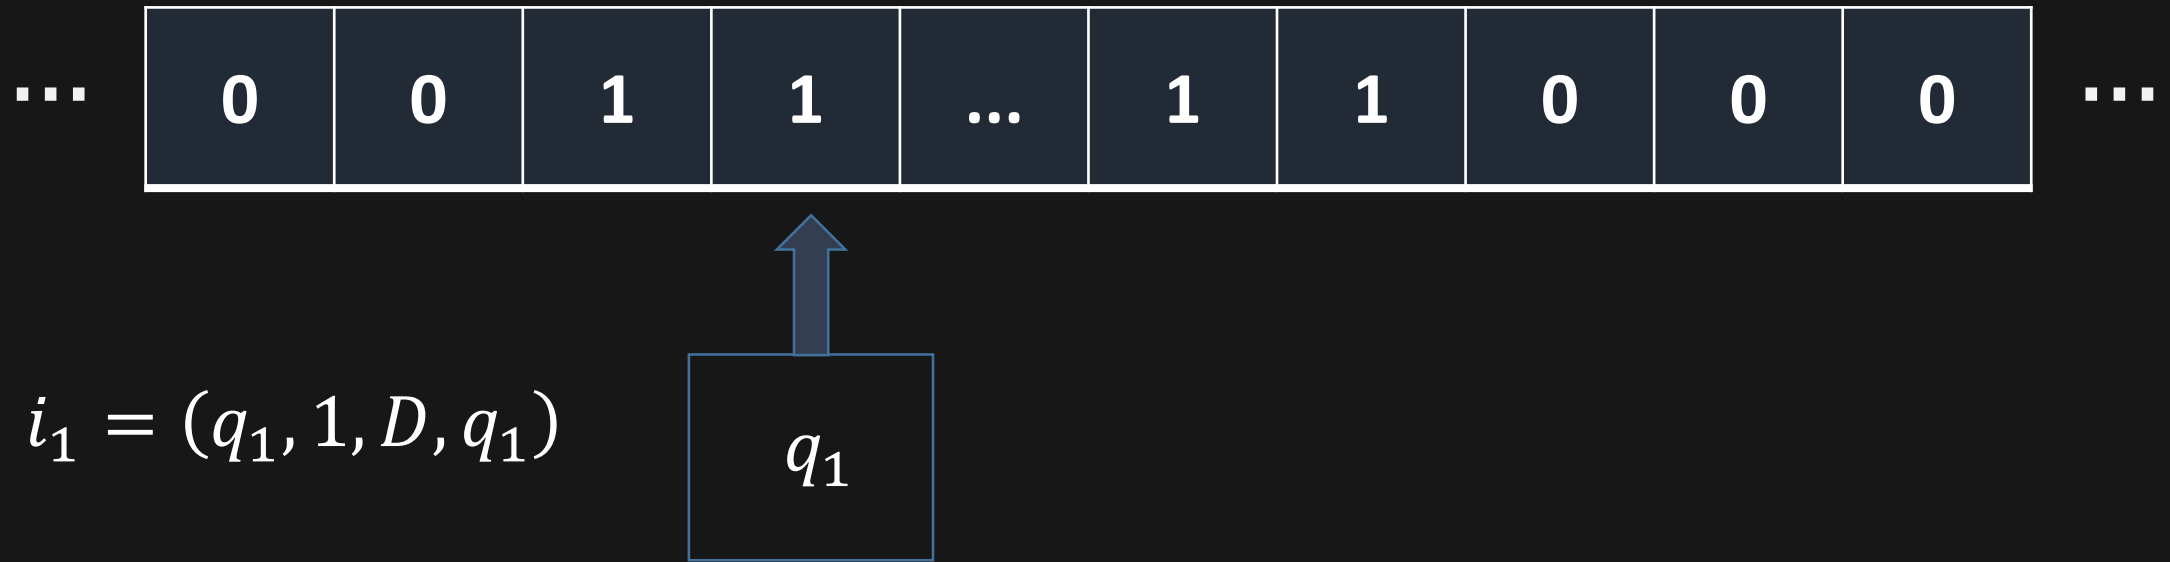 ... 0 0 1 1 ... 1 1 0 0 0 ...
i₁ = (q₁, 1, D, q₁)
q₁